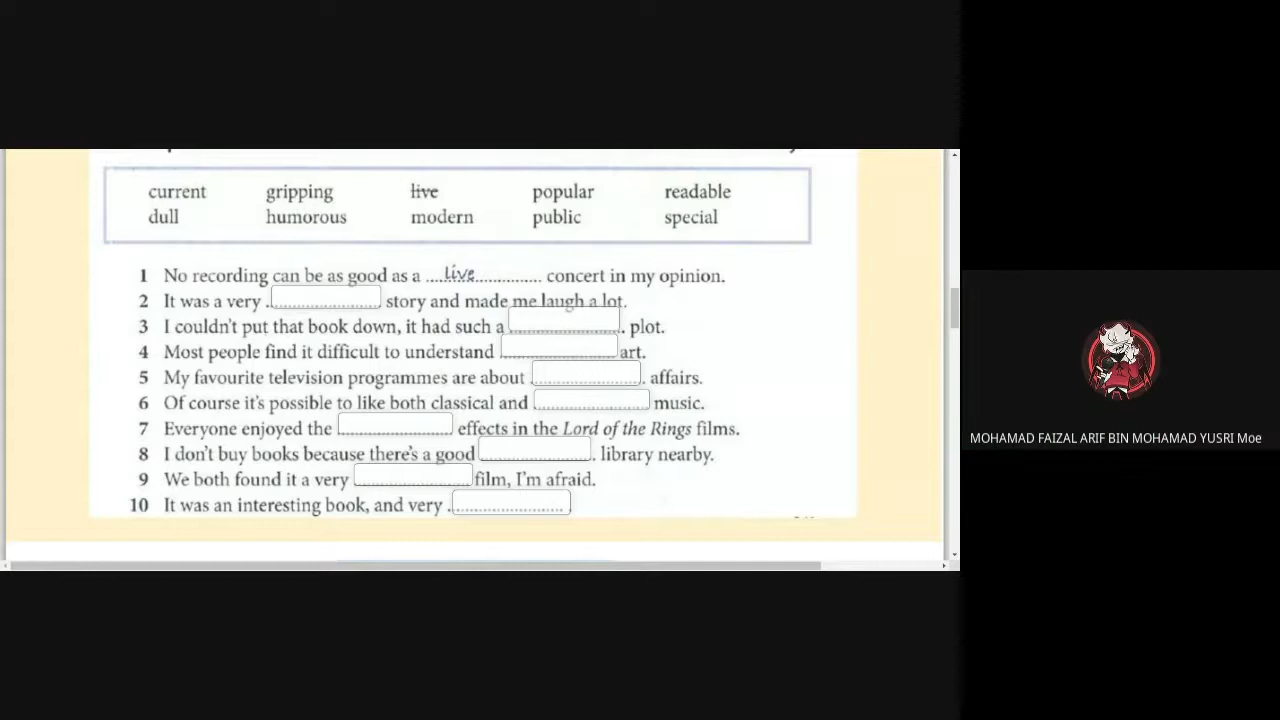 current gripping live popular readable
dull humorous modern public special
1 No recording can be as good as a ....live.............. concert in my opinion.
2 It was a very ........................ story and made me laugh a lot.
3 I couldn't put that book down, it had such a ........................ plot.
4 Most people find it difficult to understand ........................ art.
5 My favourite television programmes are about ........................ affairs.
6 Of course it's possible to like both classical and ........................ music.
7 Everyone enjoyed the ........................ effects in the Lord of the Rings films.
8 I don't buy books because there's a good ........................ library nearby.
9 We both found it a very ........................ film, I'm afraid.
10 It was an interesting book, and very ........................
MOHAMAD FAIZAL ARIF BIN MOHAMAD YUSRI Moe